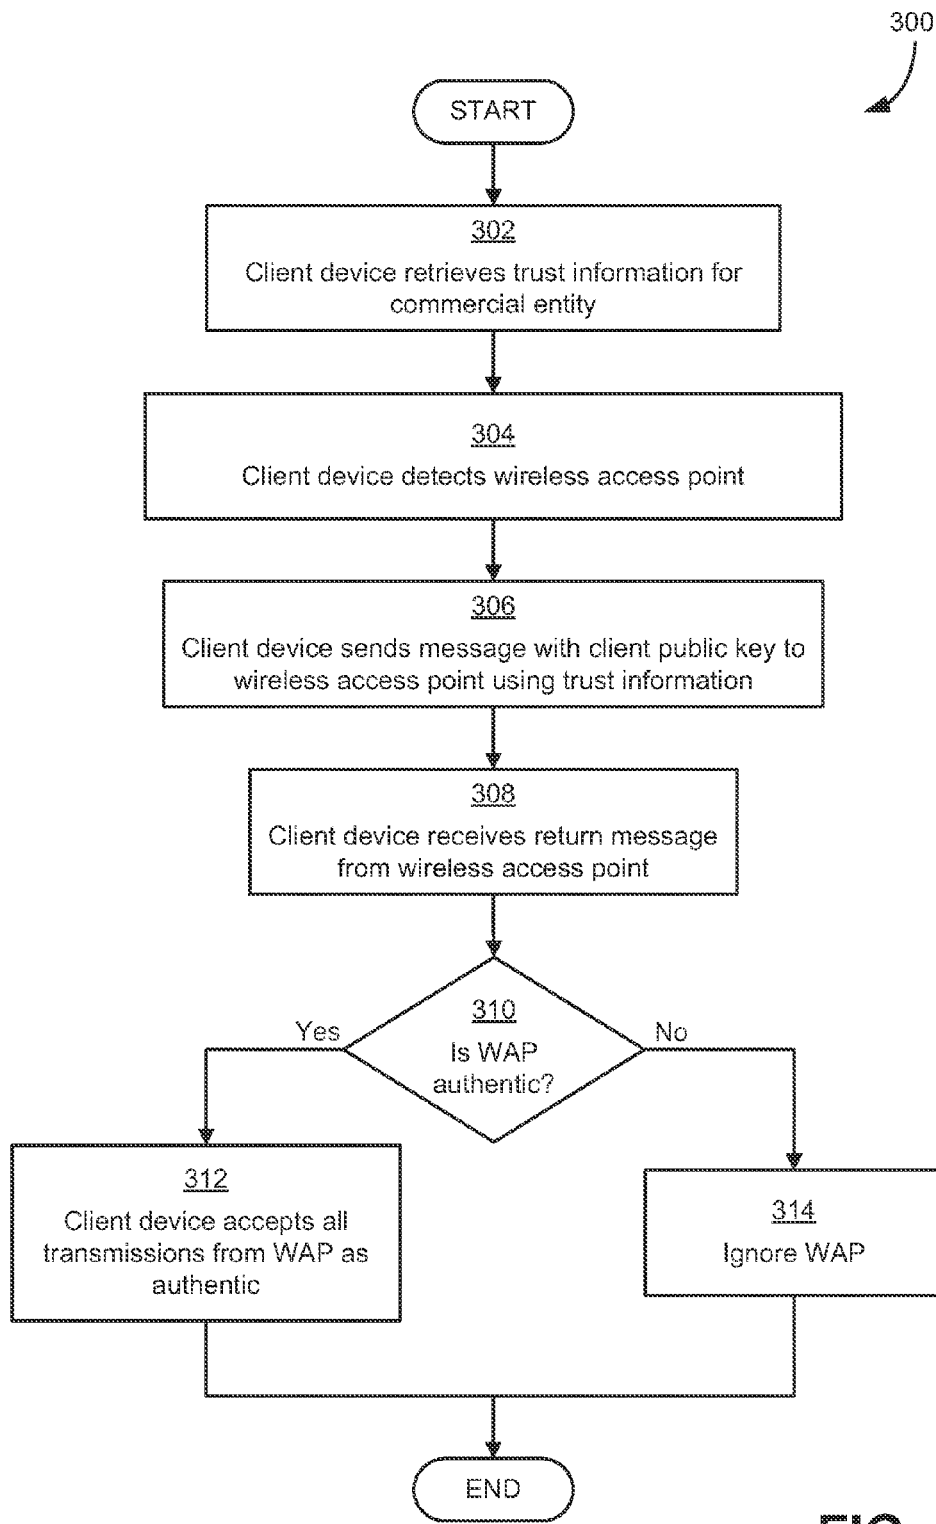 300
START
302
Client device retrieves trust information for
commercial entity
304
Client device detects wireless access point
306
Client device sends message with client public key to
wireless access point using trust information
308
Client device receives return message
from wireless access point
310
Is WAP
authentic?
Yes
No
312
Client device accepts all
transmissions from WAP as
authentic
314
Ignore WAP
END
FIG